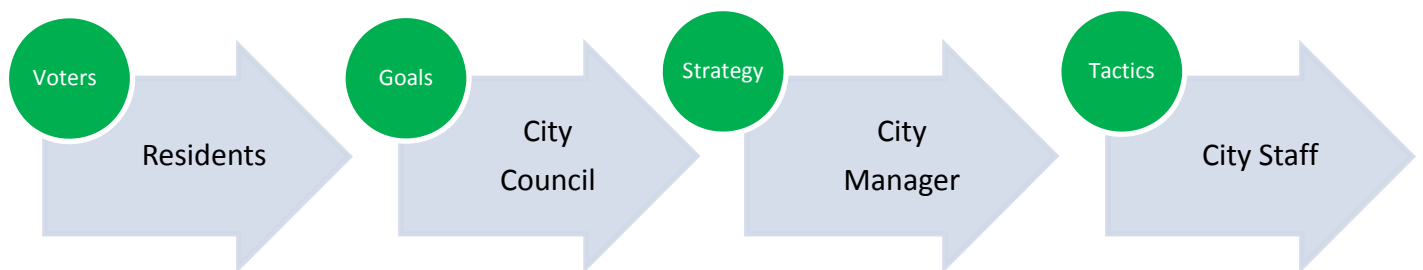 Voters
Residents
Goals
City
Council
Strategy
City
Manager
Tactics
City Staff